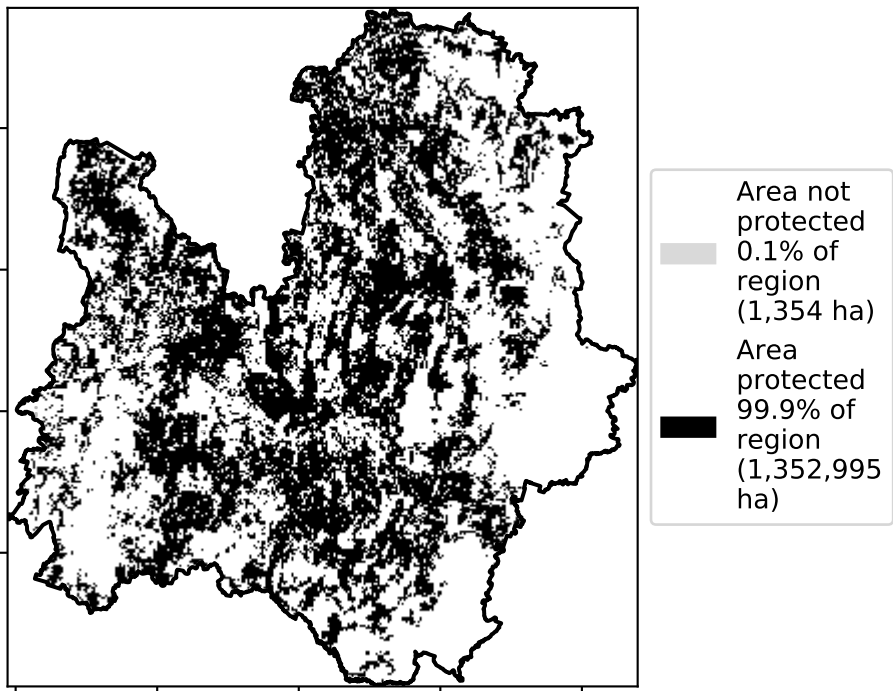 Area not
protected
0.1% of
region
(1,354 ha)
Area
protected
99.9% of
region
(1,352,995
ha)